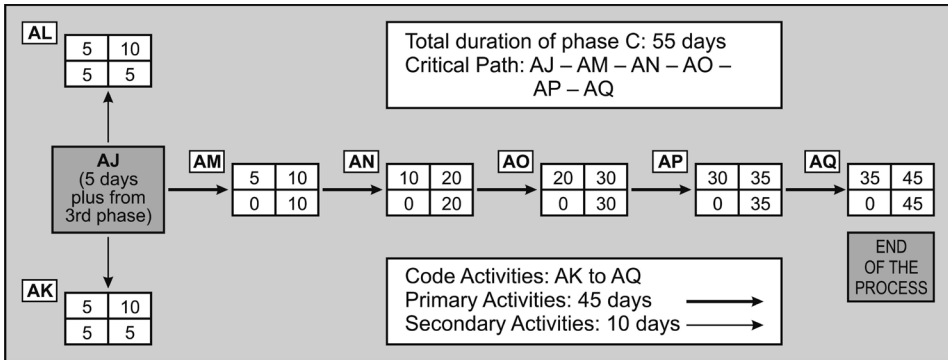 AL
5 10
5 5
Total duration of phase C: 55 days
Critical Path: AJ – AM – AN – AO –
AP – AQ
AJ
(5 days
plus from
3rd phase)
AM
5 10
0 10
AN
10 20
0 20
AO
20 30
0 30
AP
30 35
0 35
AQ
35 45
0 45
END
OF THE
PROCESS
AK
5 10
5 5
Code Activities: AK to AQ
Primary Activities: 45 days
Secondary Activities: 10 days